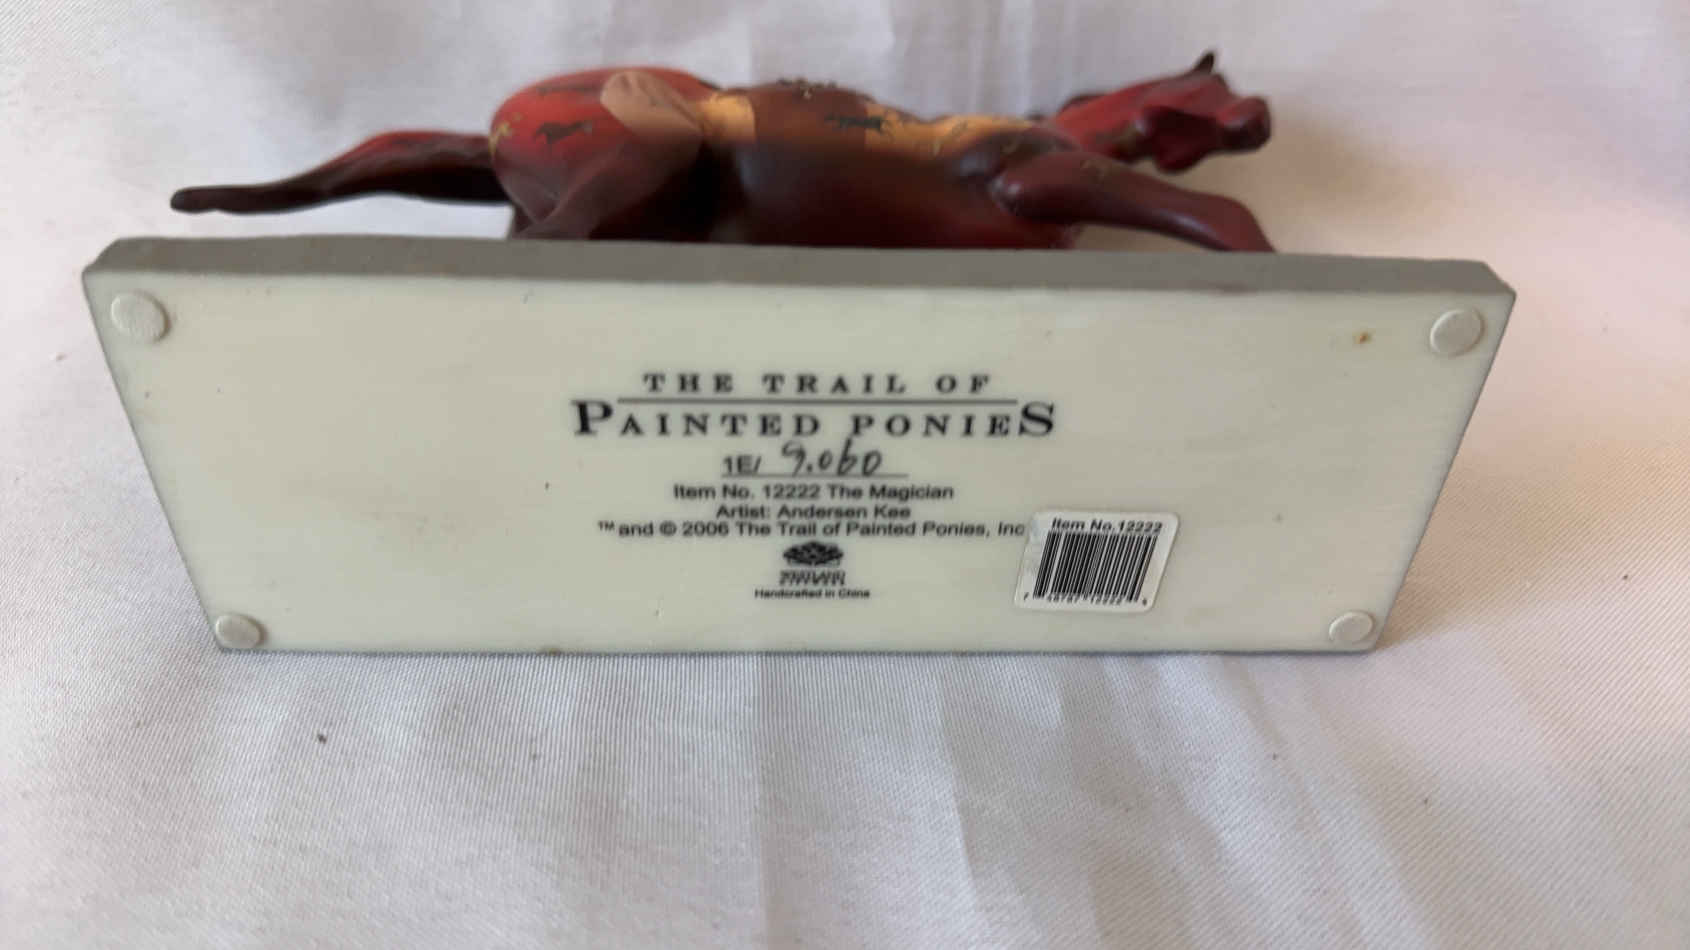 THE TRAIL OF
PAINTED PONIES
1E/ 9.060
Item No. 12222 The Magician
Artist: Andersen Kee
™ and © 2006 The Trail of Painted Ponies, Inc
Handcrafted in China
Item No.12222